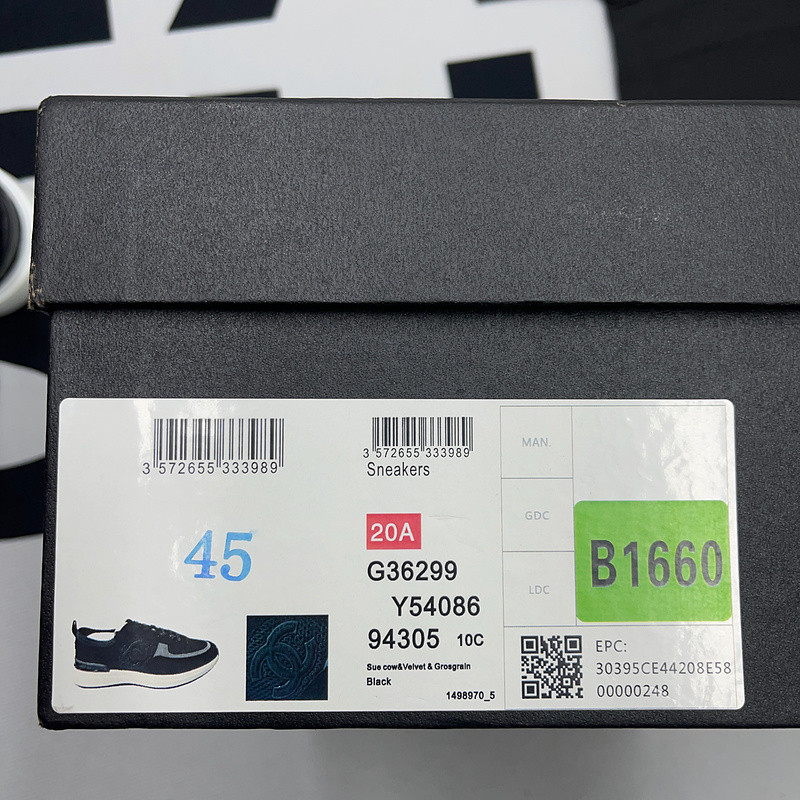 3 572655 333989
3 572655 333989
Sneakers
MAN.
45
20A
GDC
G36299
B1660
Y54086
LDC
94305 10C
Sue cow&Velvet & Grosgrain
Black
1498970_5
EPC:
30395CE44208E58
00000248